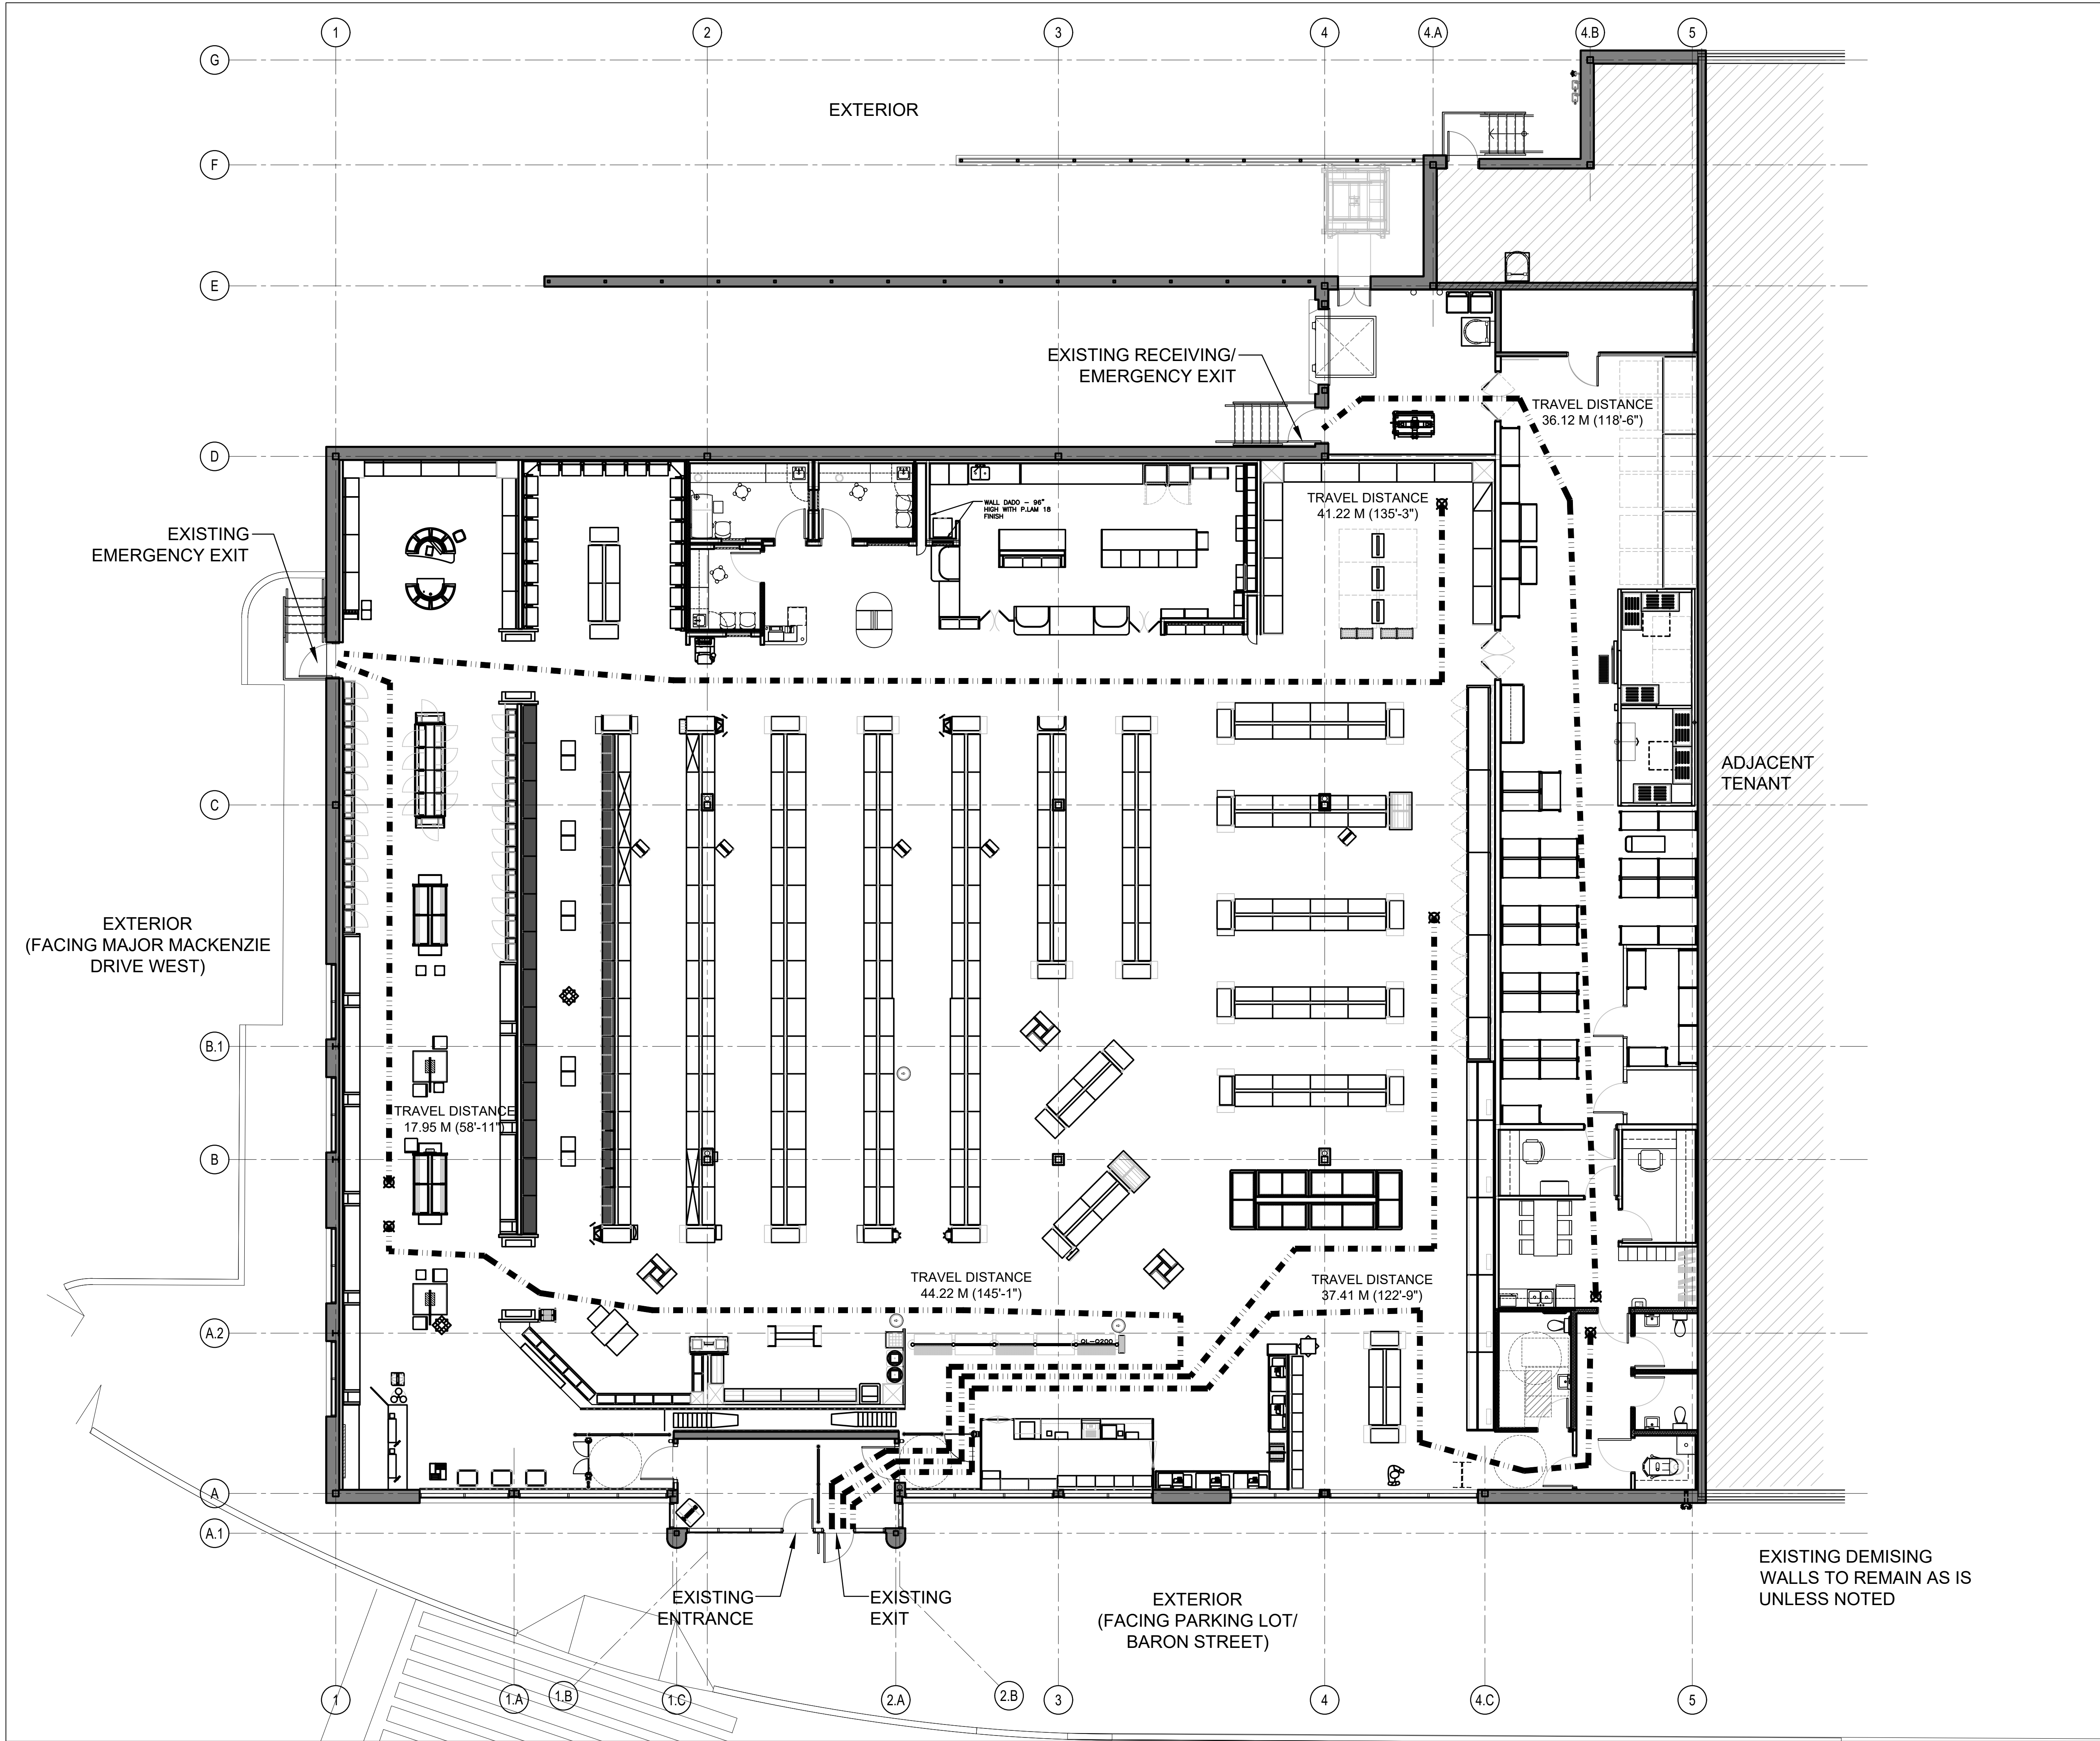 1
2
3
4
4.A
4.B
5
G
EXTERIOR
F
E
EXISTING RECEIVING/
EMERGENCY EXIT
TRAVEL DISTANCE
36.12 M (118'-6")
D
WALL DADO - 96"
HIGH WITH P.LAM 18
FINISH
TRAVEL DISTANCE
41.22 M (135'-3")
EXISTING
EMERGENCY EXIT
ADJACENT
TENANT
C
EXTERIOR
(FACING MAJOR MACKENZIE
DRIVE WEST)
B.1
TRAVEL DISTANCE
17.95 M (58'-11")
B
TRAVEL DISTANCE
44.22 M (145'-1")
TRAVEL DISTANCE
37.41 M (122'-9")
A.2
QL-Q200
A
A.1
EXISTING
ENTRANCE
EXISTING
EXIT
EXTERIOR
(FACING PARKING LOT/
BARON STREET)
EXISTING DEMISING
WALLS TO REMAIN AS IS
UNLESS NOTED
1
1.A
1.B
1.C
2.A
2.B
3
4
4.C
5